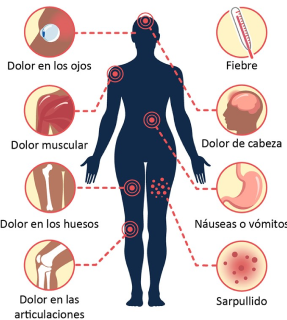 Dolor en los ojos
Fiebre
Dolor muscular
Dolor de cabeza
Dolor en los huesos
Náuseas o vómitos
Dolor en las
articulaciones
Sarpullido